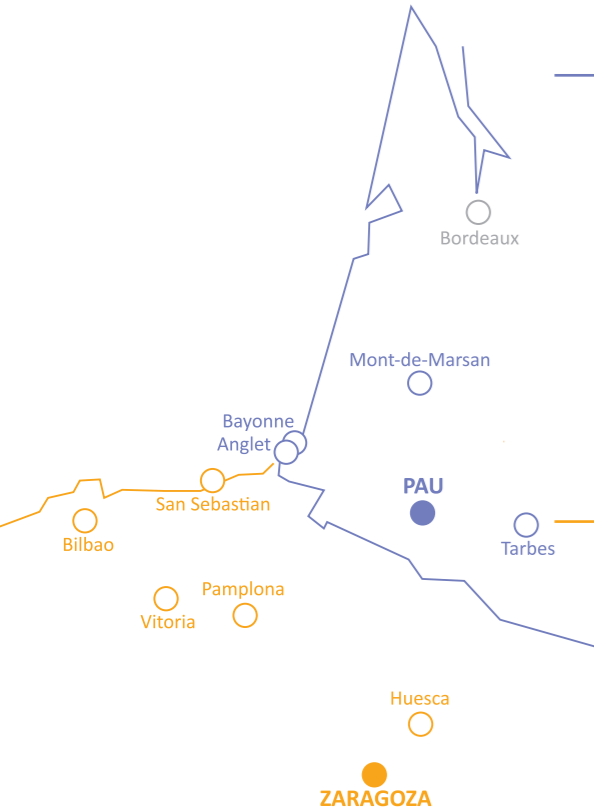 Bordeaux
Mont-de-Marsan
Bayonne
Anglet
PAU
San Sebastian
Bilbao
Tarbes
Pamplona
Vitoria
Huesca
ZARAGOZA